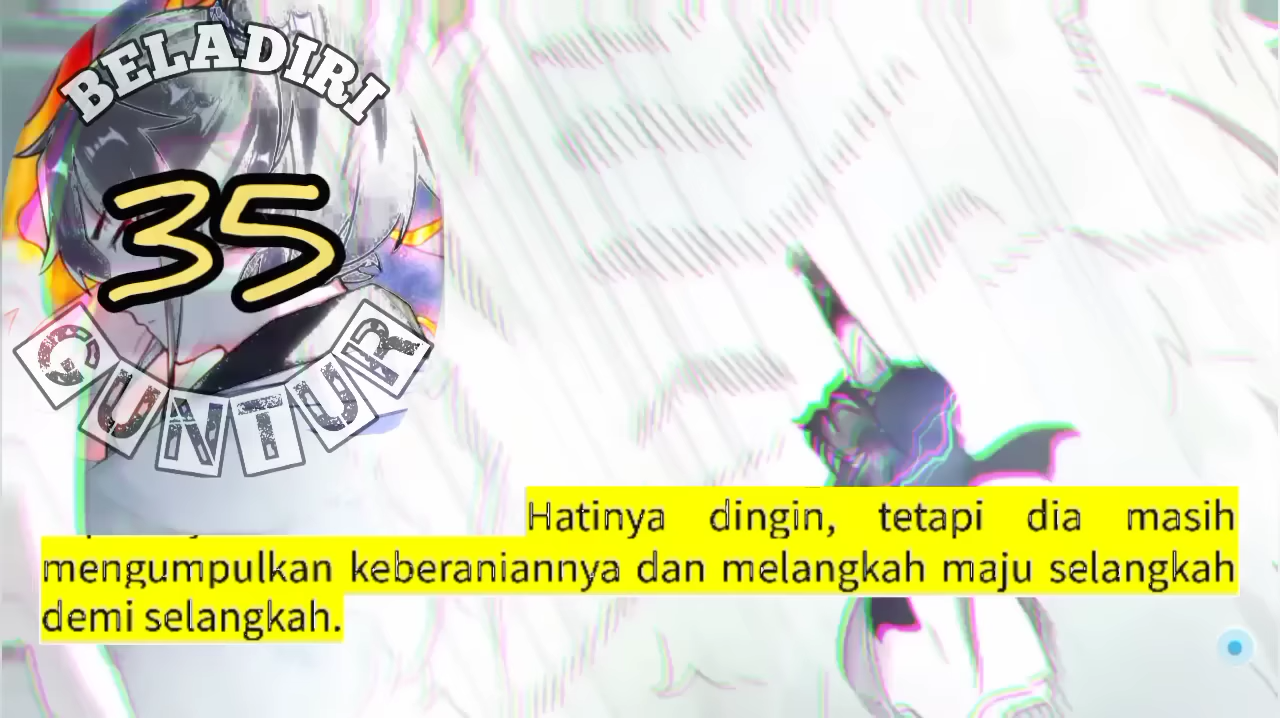 BELADIRI
35
GUNTUR
Hatinya dingin, tetapi dia masih
mengumpulkan keberaniannya dan melangkah maju selangkah
demi selangkah.